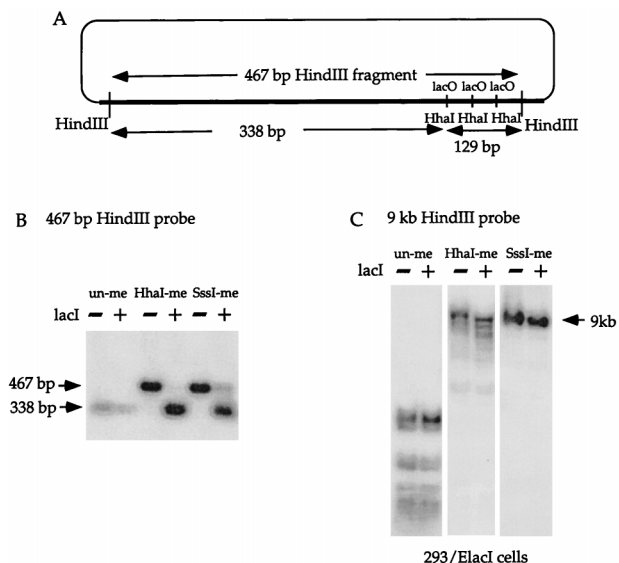 A
467 bp HindIII fragment
lacO lacO lacO
HindIII HhaI HhaI HhaI HindIII
338 bp 129 bp
B 467 bp HindIII probe
un-me HhaI-me SssI-me
lacI − + − + − +
467 bp
338 bp
C 9 kb HindIII probe
un-me HhaI-me SssI-me
lacI − + − + − +
9kb
293/ElacI cells